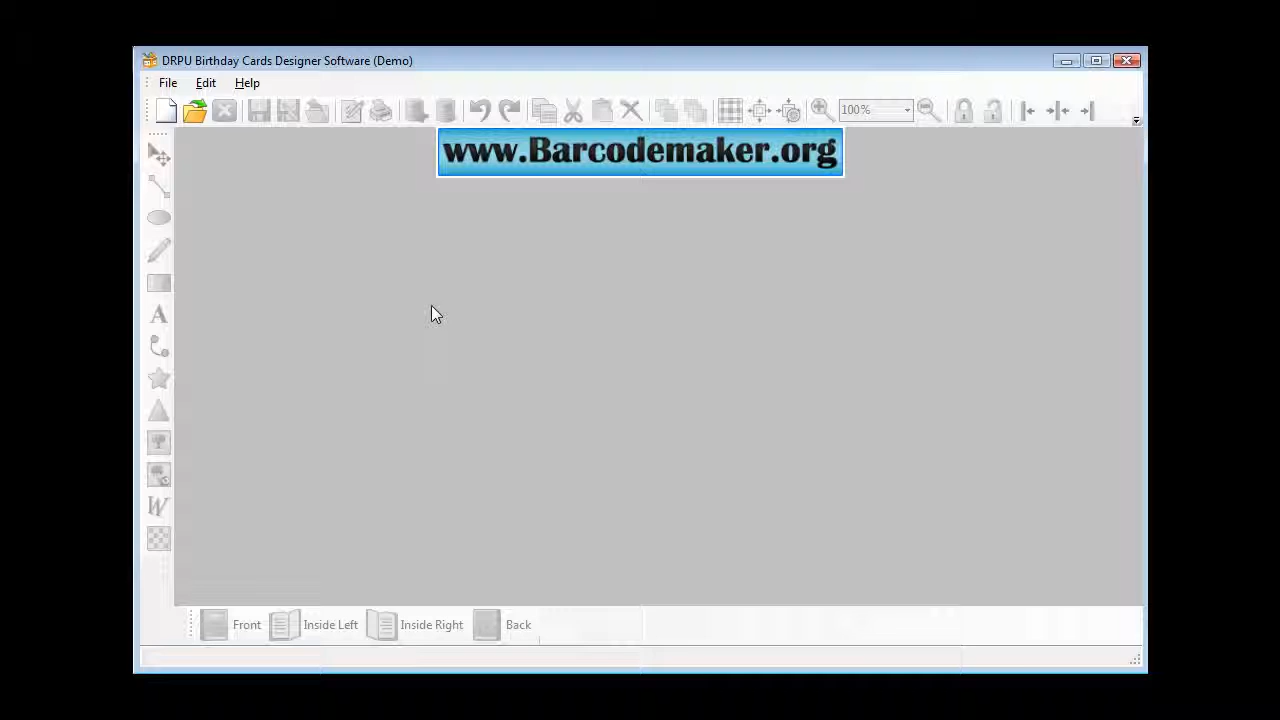 DRPU Birthday Cards Designer Software (Demo)
File Edit Help
100%
www.Barcodemaker.org
A
W
Front Inside Left Inside Right Back